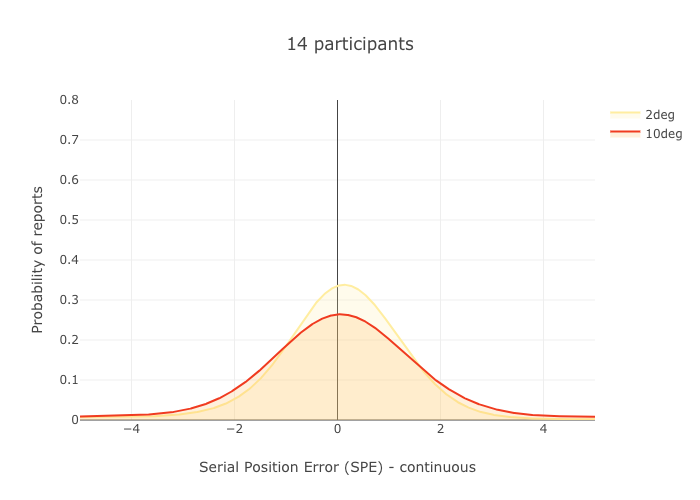 14 participants
0.8
0.7
0.6
0.5
0.4
0.3
0.2
0.1
0
Probability of reports
−4
−2
0
2
4
Serial Position Error (SPE) - continuous
2deg
10deg